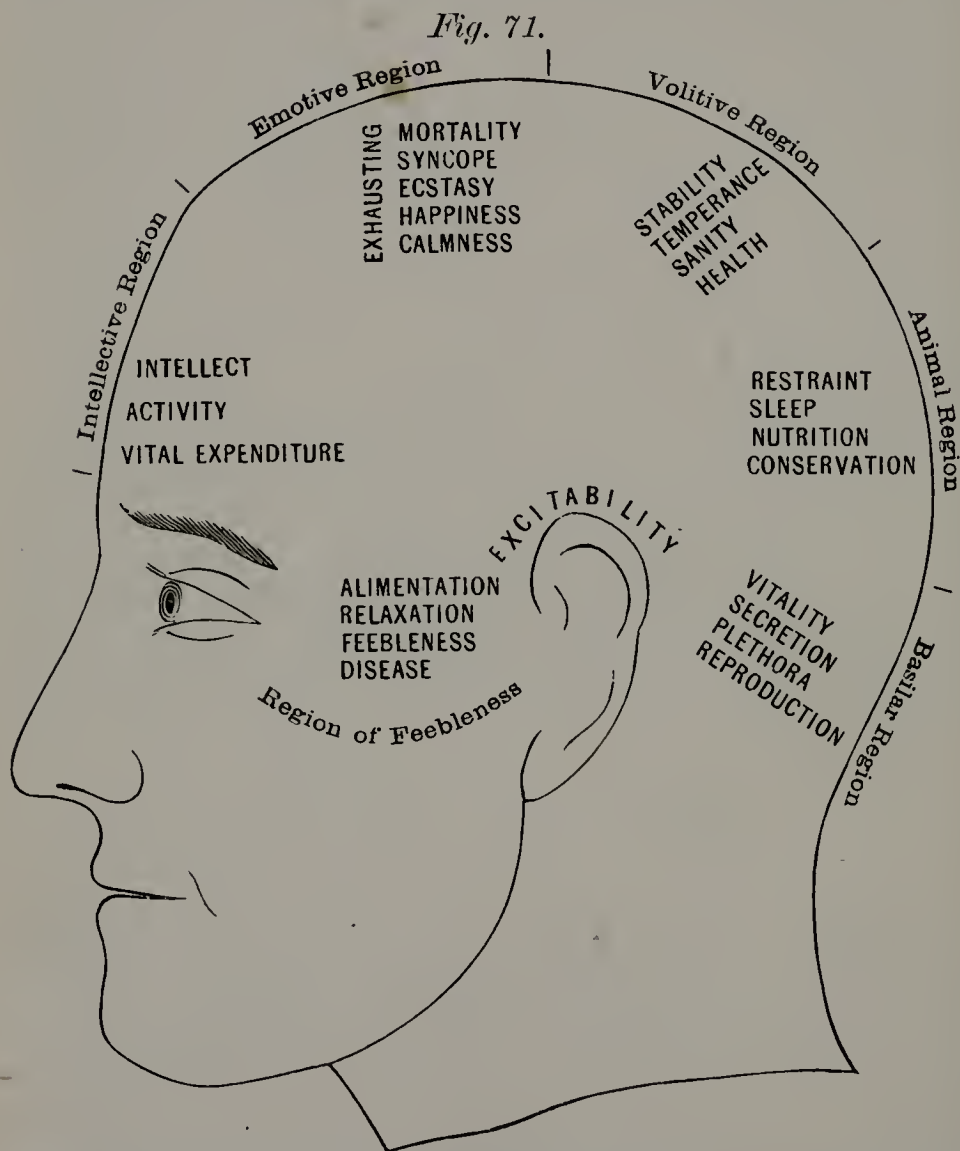 Fig. 71.
Emotive Region
Volitive Region
EXHAUSTING
MORTALITY
SYNCOPE
ECSTASY
HAPPINESS
CALMNESS
STABILITY
TEMPERANCE
SANITY
HEALTH
Intellective Region
INTELLECT
ACTIVITY
VITAL EXPENDITURE
Animal Region
RESTRAINT
SLEEP
NUTRITION
CONSERVATION
EXCITABILITY
ALIMENTATION
RELAXATION
FEEBLENESS
DISEASE
Region of Feebleness
VITALITY
SECRETION
PLETHORA
REPRODUCTION
Basilar Region